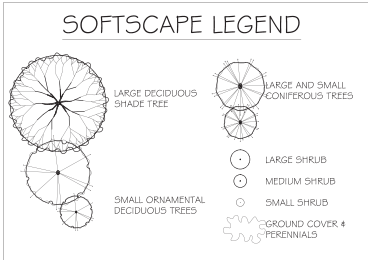 SOFTSCAPE LEGEND
LARGE DECIDUOUS
SHADE TREE
SMALL ORNAMENTAL
DECIDUOUS TREES
LARGE AND SMALL
CONIFEROUS TREES
LARGE SHRUB
MEDIUM SHRUB
SMALL SHRUB
GROUND COVER &
PERENNIALS